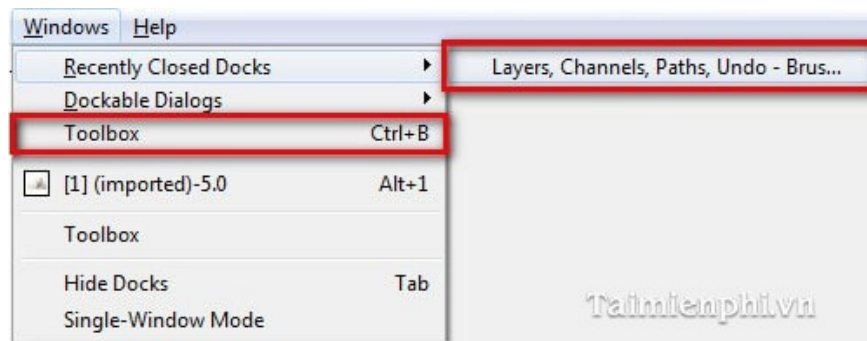 Windows Help
Recently Closed Docks Layers, Channels, Paths, Undo - Brus...
Dockable Dialogs
Toolbox Ctrl+B
[1] (imported)-5.0 Alt+1
Toolbox
Hide Docks Tab
Single-Window Mode
Taimienphi.vn